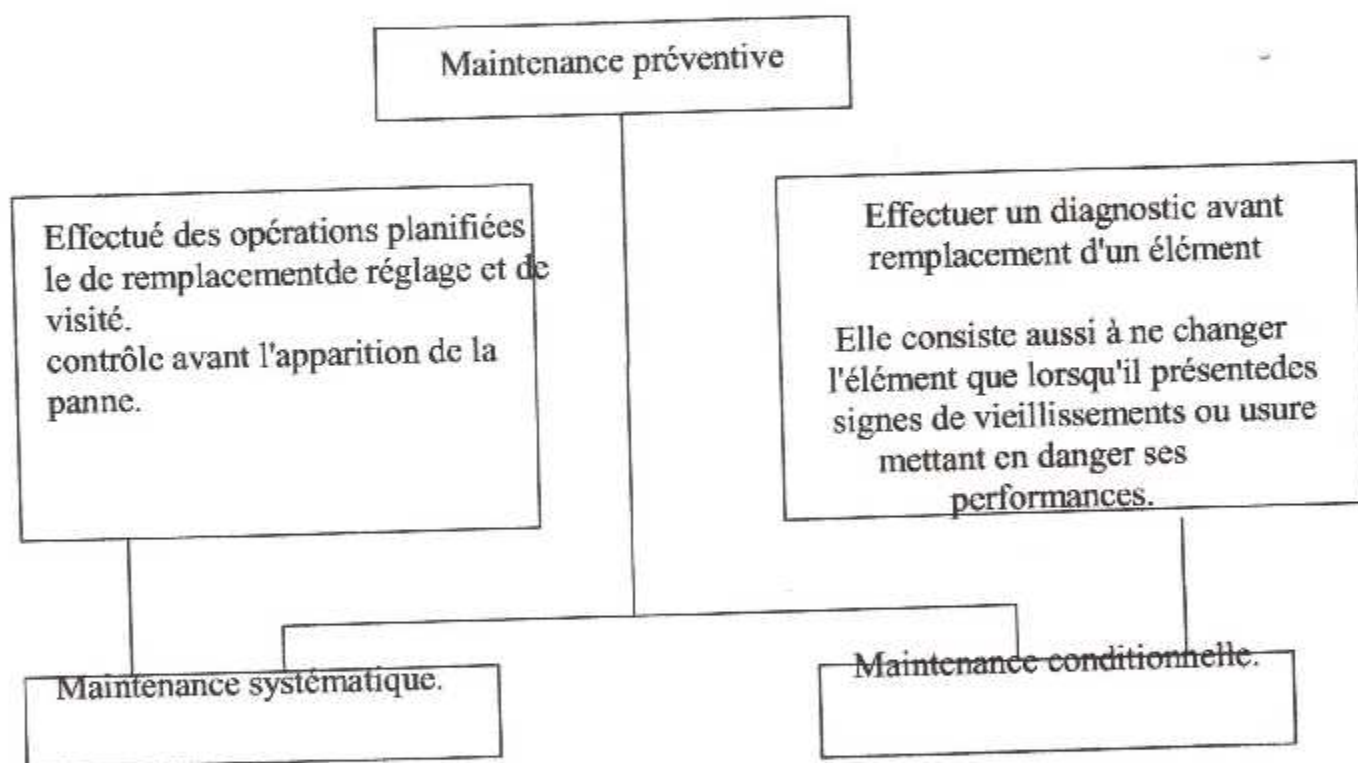 Maintenance préventive
Effectué des opérations planifiées
le de remplacementde réglage et de
visité.
contrôle avant l'apparition de la
panne.
Effectuer un diagnostic avant
remplacement d'un élément
Elle consiste aussi à ne changer
l'élément que lorsqu'il présentedes
signes de vieillissements ou usure
mettant en danger ses
performances.
Maintenance systématique.
Maintenance conditionnelle.